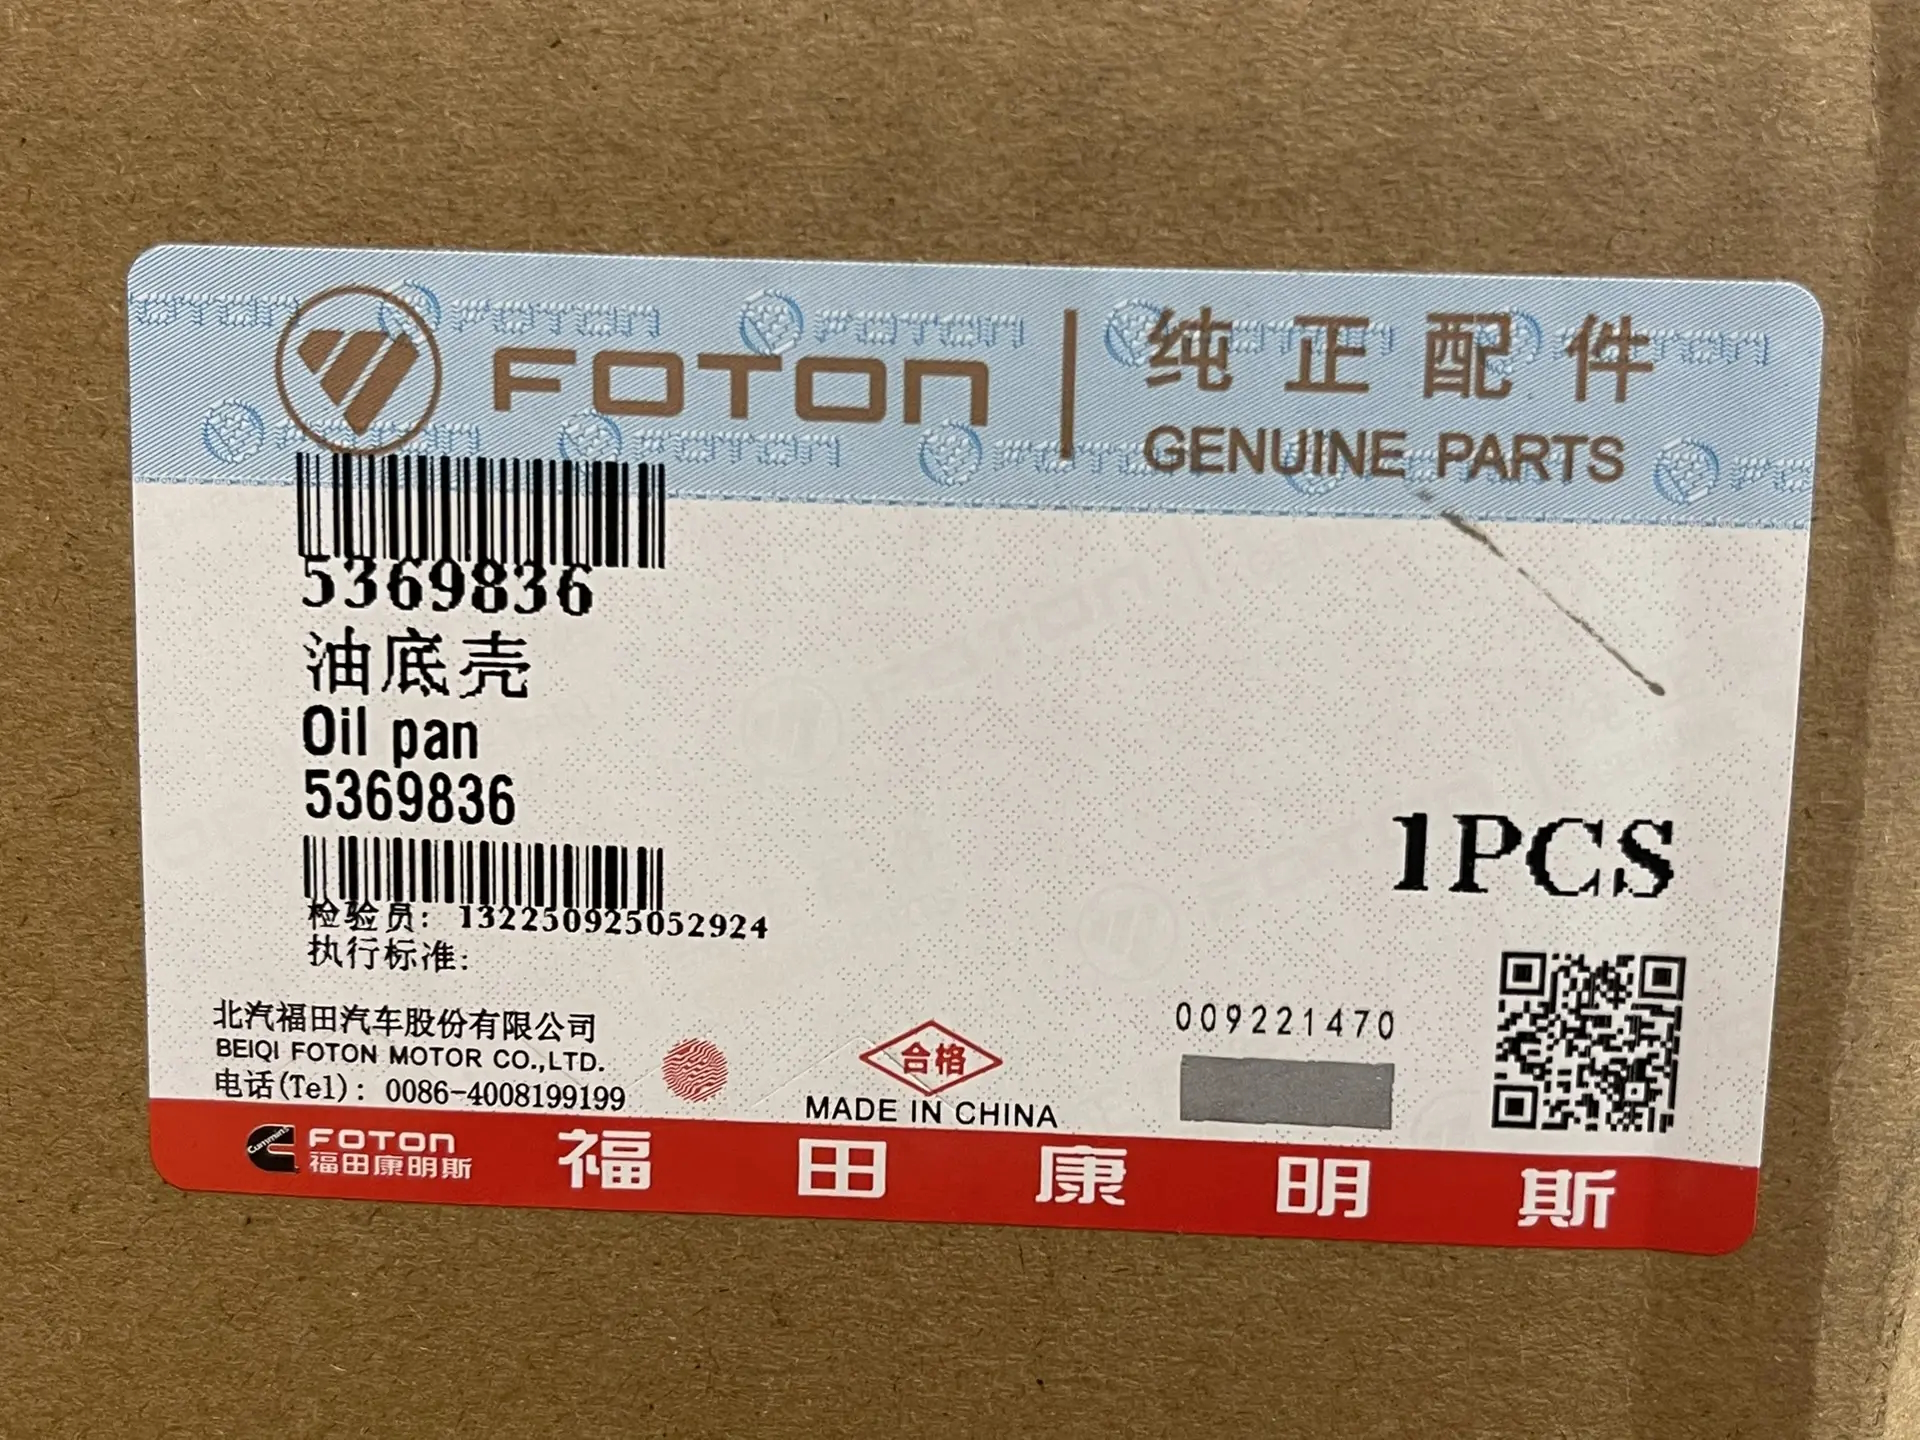 FOTON
纯正配件
GENUINE PARTS
5369836
油底壳
Oil pan
5369836
1PCS
检验员: 132250925052924
执行标准:
北汽福田汽车股份有限公司
BEIQI FOTON MOTOR CO.,LTD.
电话(Tel): 0086-4008199199
合格
MADE IN CHINA
009221470
Cummins
FOTON
福田康明斯
福田康明斯